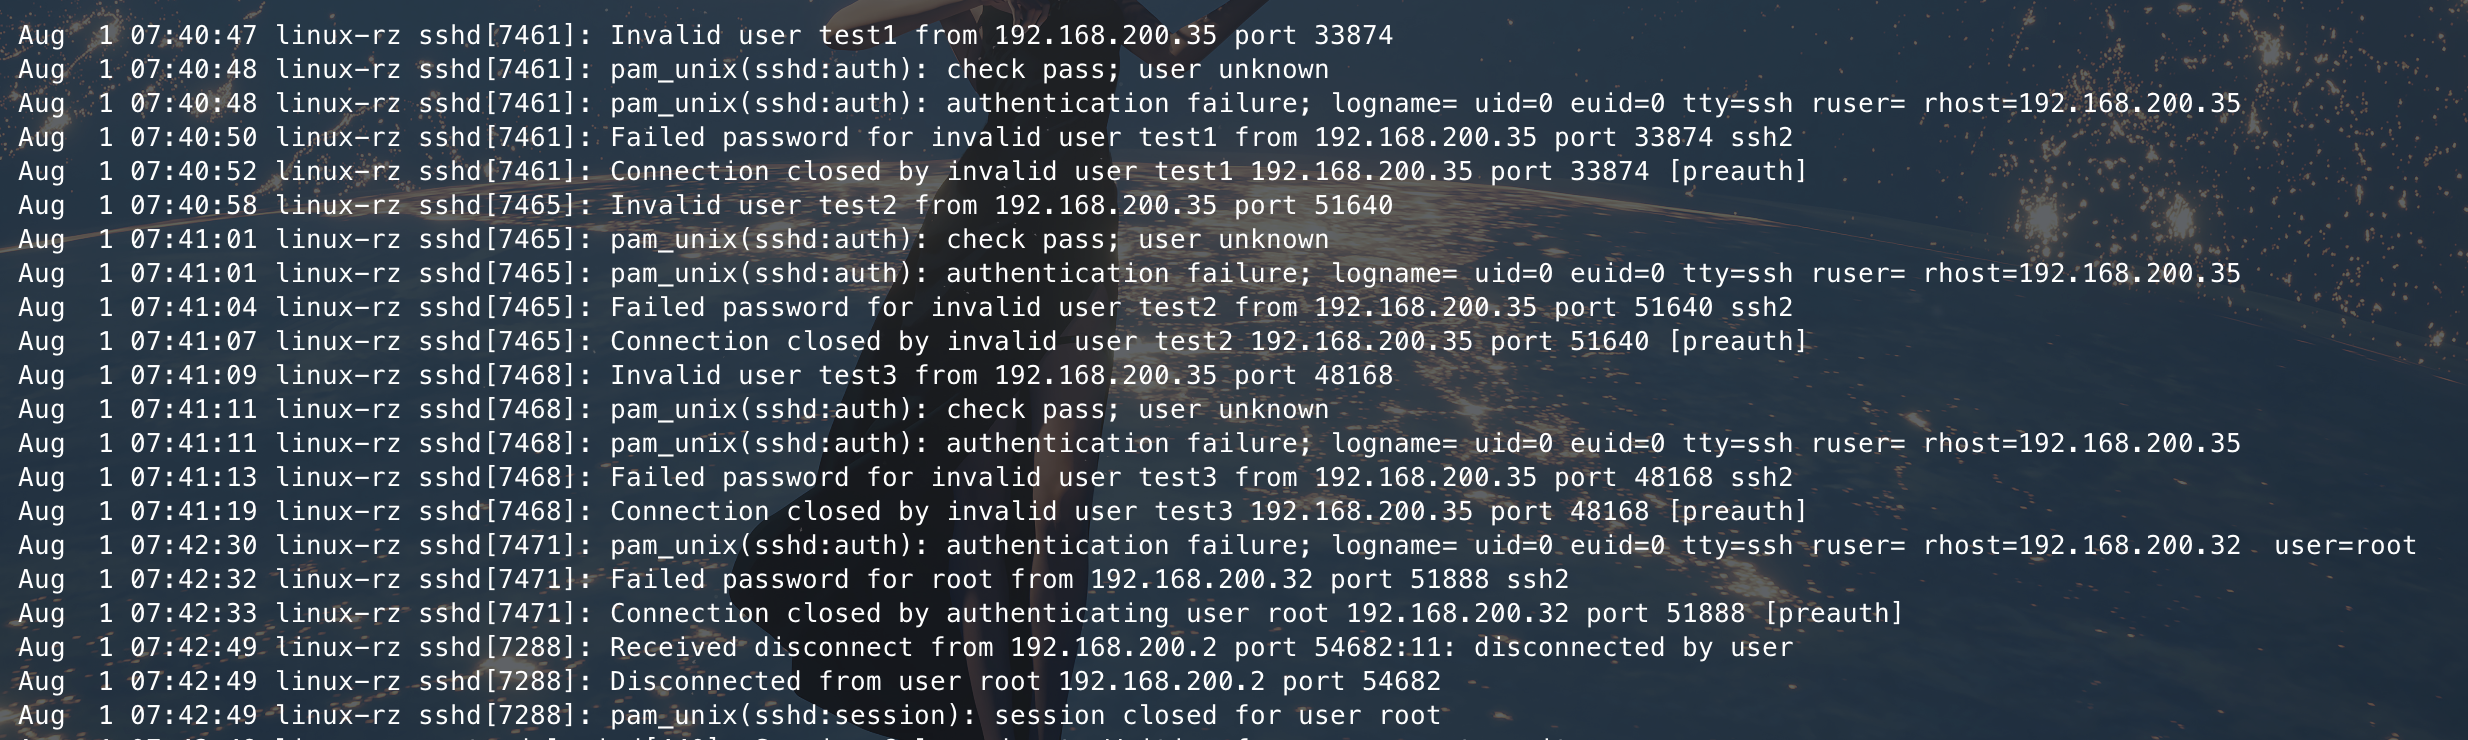 Aug  1 07:40:47 linux-rz sshd[7461]: Invalid user test1 from 192.168.200.35 port 33874
Aug  1 07:40:48 linux-rz sshd[7461]: pam_unix(sshd:auth): check pass; user unknown
Aug  1 07:40:48 linux-rz sshd[7461]: pam_unix(sshd:auth): authentication failure; logname= uid=0 euid=0 tty=ssh ruser= rhost=192.168.200.35
Aug  1 07:40:50 linux-rz sshd[7461]: Failed password for invalid user test1 from 192.168.200.35 port 33874 ssh2
Aug  1 07:40:52 linux-rz sshd[7461]: Connection closed by invalid user test1 192.168.200.35 port 33874 [preauth]
Aug  1 07:40:58 linux-rz sshd[7465]: Invalid user test2 from 192.168.200.35 port 51640
Aug  1 07:41:01 linux-rz sshd[7465]: pam_unix(sshd:auth): check pass; user unknown
Aug  1 07:41:01 linux-rz sshd[7465]: pam_unix(sshd:auth): authentication failure; logname= uid=0 euid=0 tty=ssh ruser= rhost=192.168.200.35
Aug  1 07:41:04 linux-rz sshd[7465]: Failed password for invalid user test2 from 192.168.200.35 port 51640 ssh2
Aug  1 07:41:07 linux-rz sshd[7465]: Connection closed by invalid user test2 192.168.200.35 port 51640 [preauth]
Aug  1 07:41:09 linux-rz sshd[7468]: Invalid user test3 from 192.168.200.35 port 48168
Aug  1 07:41:11 linux-rz sshd[7468]: pam_unix(sshd:auth): check pass; user unknown
Aug  1 07:41:11 linux-rz sshd[7468]: pam_unix(sshd:auth): authentication failure; logname= uid=0 euid=0 tty=ssh ruser= rhost=192.168.200.35
Aug  1 07:41:13 linux-rz sshd[7468]: Failed password for invalid user test3 from 192.168.200.35 port 48168 ssh2
Aug  1 07:41:19 linux-rz sshd[7468]: Connection closed by invalid user test3 192.168.200.35 port 48168 [preauth]
Aug  1 07:42:30 linux-rz sshd[7471]: pam_unix(sshd:auth): authentication failure; logname= uid=0 euid=0 tty=ssh ruser= rhost=192.168.200.32  user=root
Aug  1 07:42:32 linux-rz sshd[7471]: Failed password for root from 192.168.200.32 port 51888 ssh2
Aug  1 07:42:33 linux-rz sshd[7471]: Connection closed by authenticating user root 192.168.200.32 port 51888 [preauth]
Aug  1 07:42:49 linux-rz sshd[7288]: Received disconnect from 192.168.200.2 port 54682:11: disconnected by user
Aug  1 07:42:49 linux-rz sshd[7288]: Disconnected from user root 192.168.200.2 port 54682
Aug  1 07:42:49 linux-rz sshd[7288]: pam_unix(sshd:session): session closed for user root